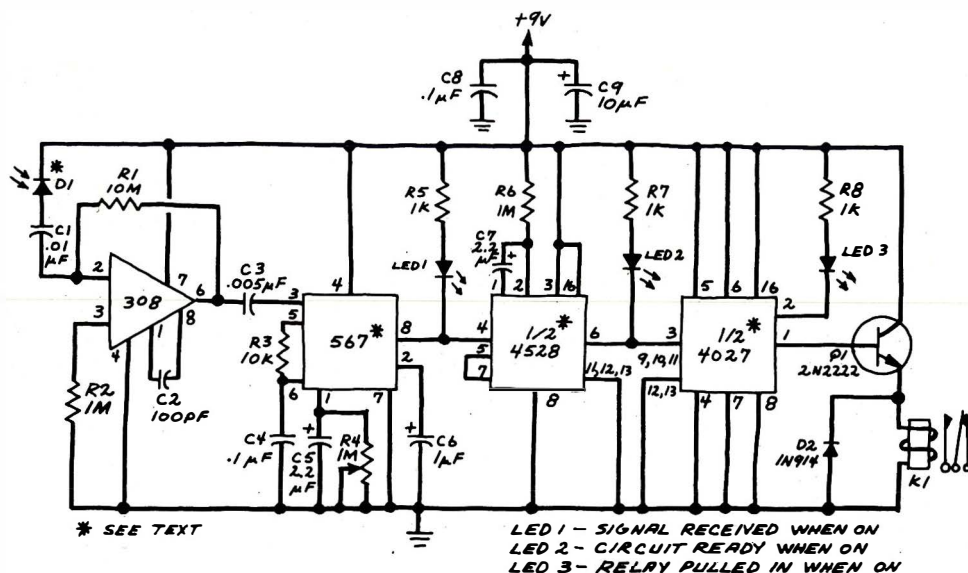 +9V
C8
.1µF
+
C9
10µF
*
D1
R1
10M
C1
.01
µF
2
3
308
7
6
1
8
4
C2
100PF
R2
1M
C3
.005µF
3
5
6
4
567*
8
2
1
7
R3
10K
C4
.1µF
+
C5
2.2
µF
R4
1M
+
C6
1µF
R5
1K
LED1
R6
1M
C7
2.2
µF
+
1
2
3
16
4
5
7
1/2 *
4528
6
11,12,13
8
R7
1K
LED2
5
6
16
3
9,10,11
12,13
1/2 *
4027
2
1
4
7
8
R8
1K
LED 3
Q1
2N2222
D2
1N914
K1
* SEE TEXT
LED 1 - SIGNAL RECEIVED WHEN ON
LED 2 - CIRCUIT READY WHEN ON
LED 3 - RELAY PULLED IN WHEN ON